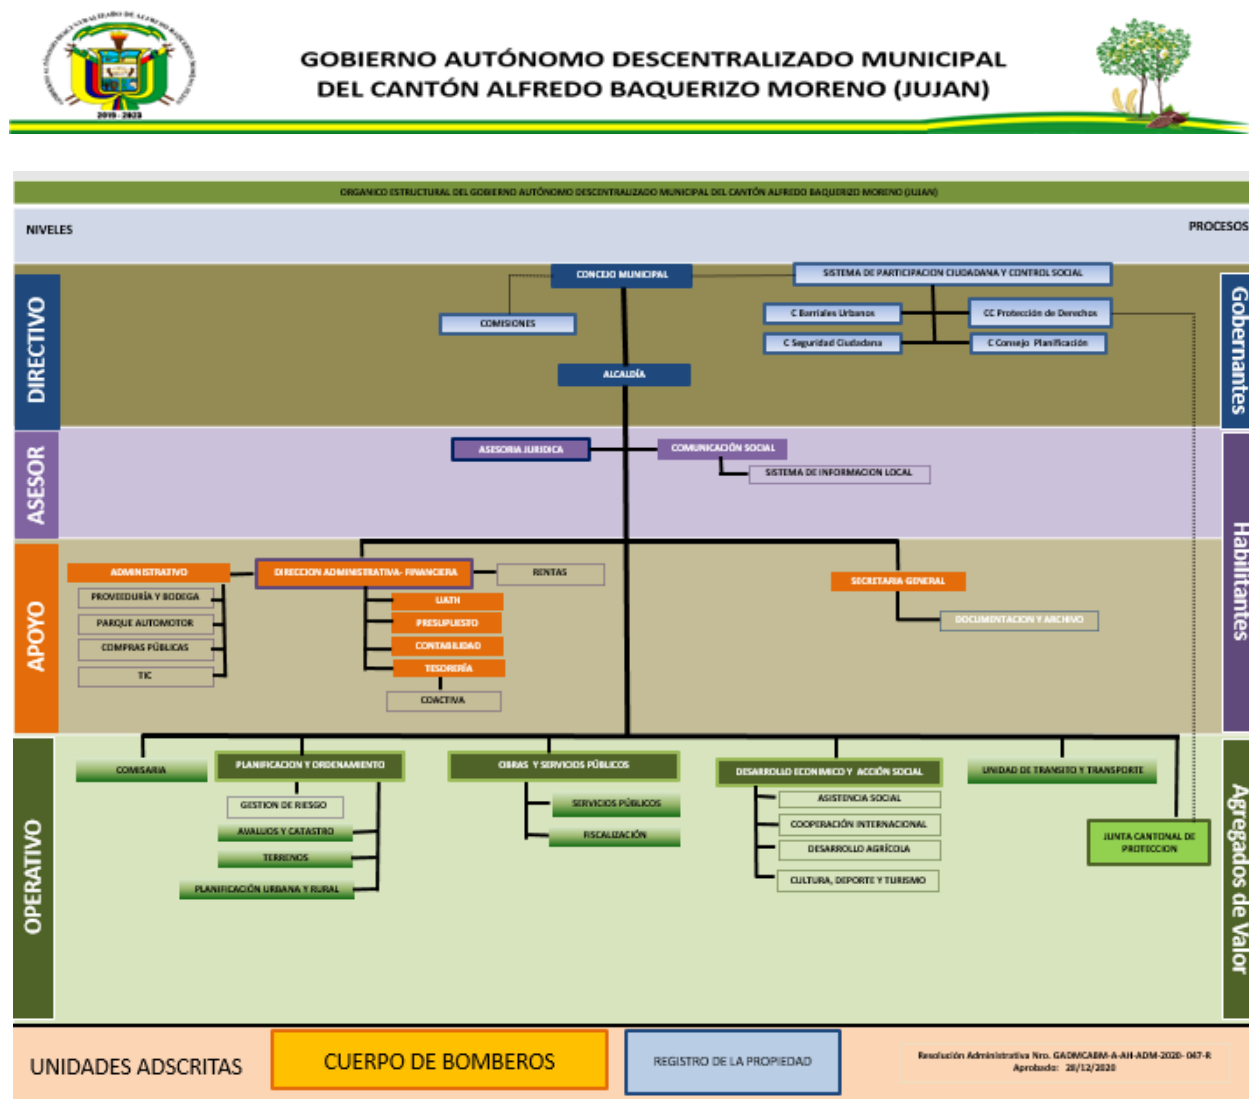 2019 - 2023
GOBIERNO AUTÓNOMO DESCENTRALIZADO MUNICIPAL
DEL CANTÓN ALFREDO BAQUERIZO MORENO (JUJAN)
ORGANICO ESTRUCTURAL DEL GOBIERNO AUTÓNOMO DESCENTRALIZADO MUNICIPAL DEL CANTÓN ALFREDO BAQUERIZO MORENO (JUJAN)
NIVELES
PROCESOS
DIRECTIVO
Gobernantes
CONCEJO MUNICIPAL
SISTEMA DE PARTICIPACION CIUDADANA Y CONTROL SOCIAL
COMISIONES
C Barriales Urbanos
CC Protección de Derechos
C Seguridad Ciudadana
C Consejo Planificación
ALCALDÍA
ASESOR
Habilitantes
ASESORIA JURIDICA
COMUNICACIÓN SOCIAL
SISTEMA DE INFORMACION LOCAL
APOYO
ADMINISTRATIVO
DIRECCION ADMINISTRATIVA- FINANCIERA
RENTAS
SECRETARIA GENERAL
PROVEEDURÍA Y BODEGA
UATH
PARQUE AUTOMOTOR
PRESUPUESTO
DOCUMENTACION Y ARCHIVO
COMPRAS PÚBLICAS
CONTABILIDAD
TIC
TESORERÍA
COACTIVA
OPERATIVO
Agregados de Valor
COMISARIA
PLANIFICACION Y ORDENAMIENTO
OBRAS Y SERVICIOS PÚBLICOS
DESARROLLO ECONIMICO Y ACCIÓN SOCIAL
UNIDAD DE TRANSITO Y TRANSPORTE
GESTION DE RIESGO
SERVICIOS PÚBLICOS
ASISTENCIA SOCIAL
AVALUOS Y CATASTRO
FISCALIZACIÓN
COOPERACIÓN INTERNACIONAL
JUNTA CANTONAL DE
PROTECCION
TERRENOS
DESARROLLO AGRÍCOLA
PLANIFICACIÓN URBANA Y RURAL
CULTURA, DEPORTE Y TURISMO
UNIDADES ADSCRITAS
CUERPO DE BOMBEROS
REGISTRO DE LA PROPIEDAD
Resolución Administrativa Nro. GADMCABM-A-AH-ADM-2020- 047-R
Aprobado: 28/12/2020